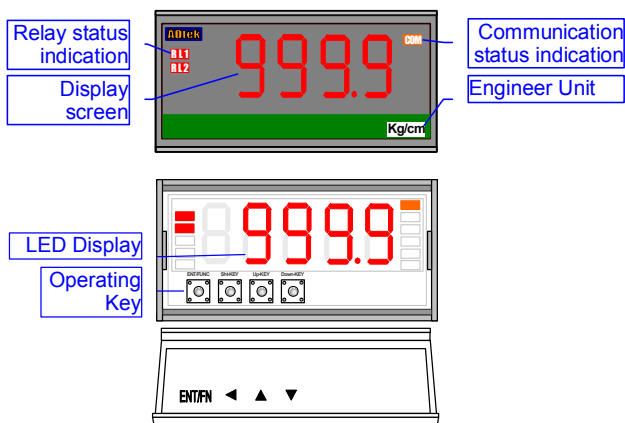 Relay status
indication
Display
screen
ADtek
RL1
RL2
999.9
COM
Kg/cm
Communication
status indication
Engineer Unit
LED Display
Operating
Key
999.9
ENT/FUNC Shi-KEY Up-KEY Down-KEY
ENT/FN ◄ ▲ ▼